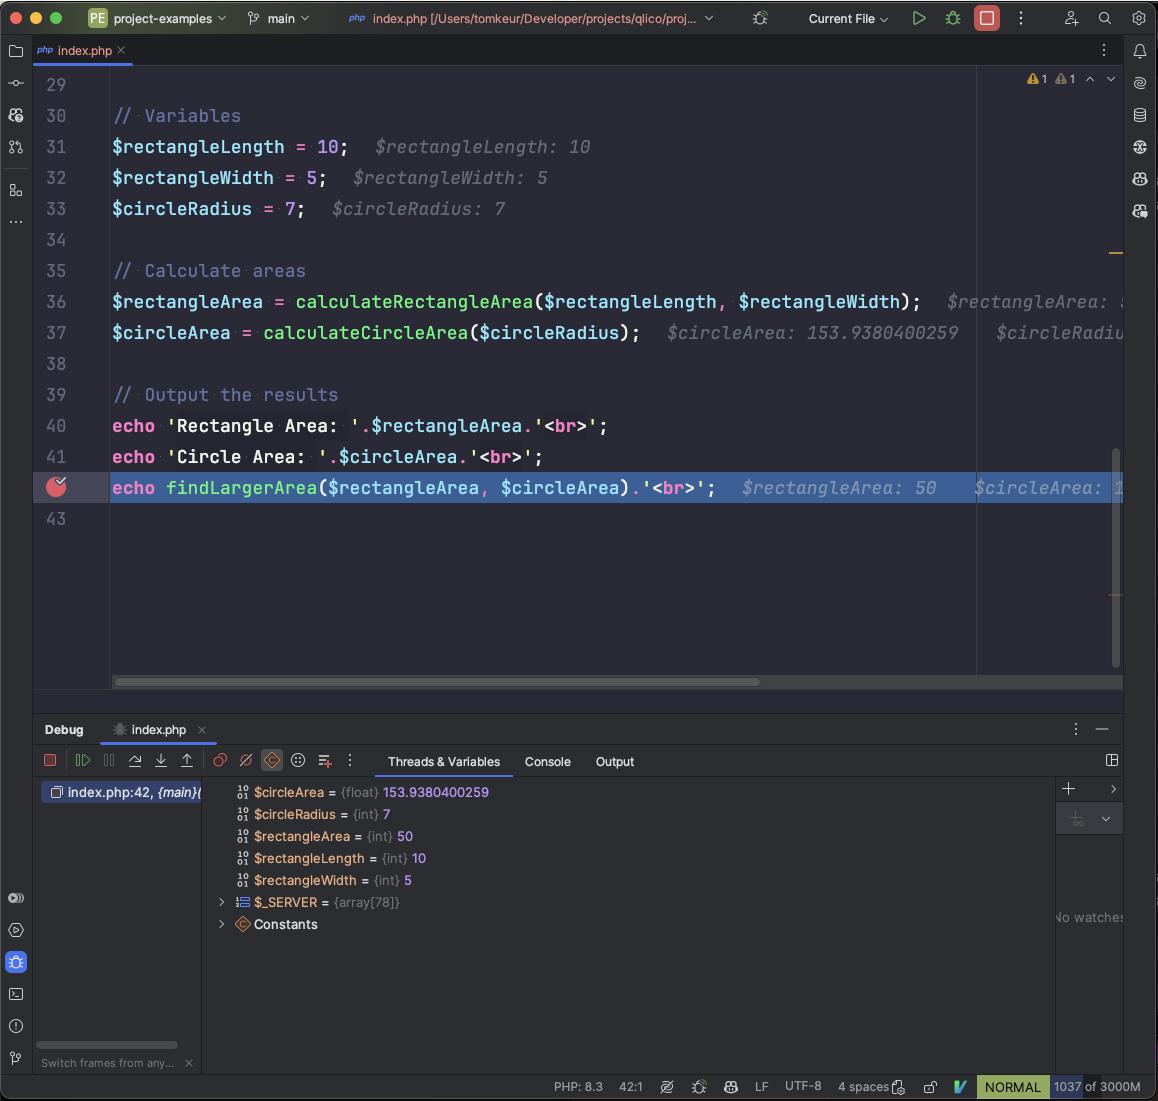 PE project-examples main php index.php [/Users/tomkeur/Developer/projects/qlico/proj... Current File
php index.php
1 1
29
30 // Variables
31 $rectangleLength = 10; $rectangleLength: 10
32 $rectangleWidth = 5; $rectangleWidth: 5
33 $circleRadius = 7; $circleRadius: 7
34
35 // Calculate areas
36 $rectangleArea = calculateRectangleArea($rectangleLength, $rectangleWidth); $rectangleArea:
37 $circleArea = calculateCircleArea($circleRadius); $circleArea: 153.9380400259 $circleRadiu
38
39 // Output the results
40 echo 'Rectangle Area: '.$rectangleArea.'<br>';
41 echo 'Circle Area: '.$circleArea.'<br>';
echo findLargerArea($rectangleArea, $circleArea).'<br>'; $rectangleArea: 50 $circleArea: 1
43
Debug index.php
Threads & Variables Console Output
index.php:42, {main}(
$circleArea = {float} 153.9380400259
$circleRadius = {int} 7
$rectangleArea = {int} 50
$rectangleLength = {int} 10
$rectangleWidth = {int} 5
$_SERVER = {array[78]}
Constants
No watches
Switch frames from any...
PHP: 8.3 42:1 LF UTF-8 4 spaces NORMAL 1037 of 3000M